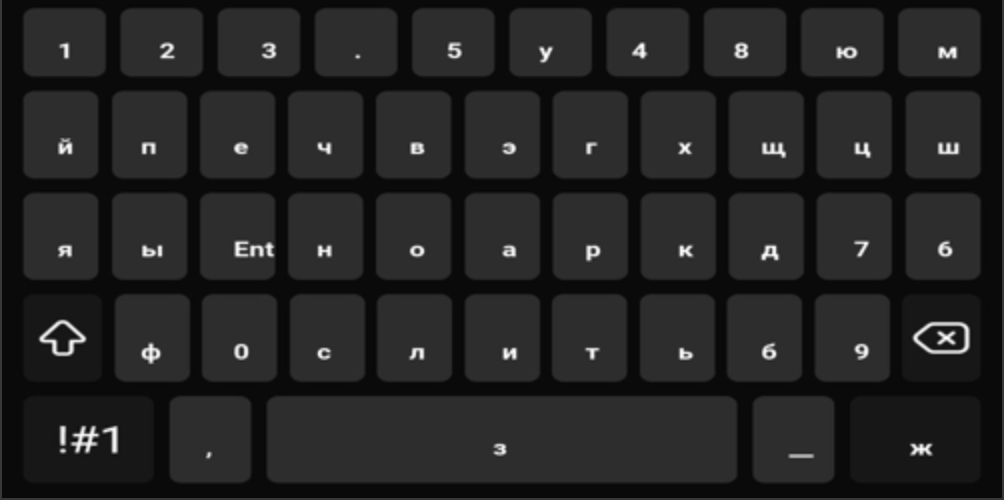 1 2 3 . 5 у 4 8 ю м
й п е ч в э г х щ ц ш
я ы Ent н о а р к д 7 6
ф 0 с л и т ь б 9
!#1 , з _ ж